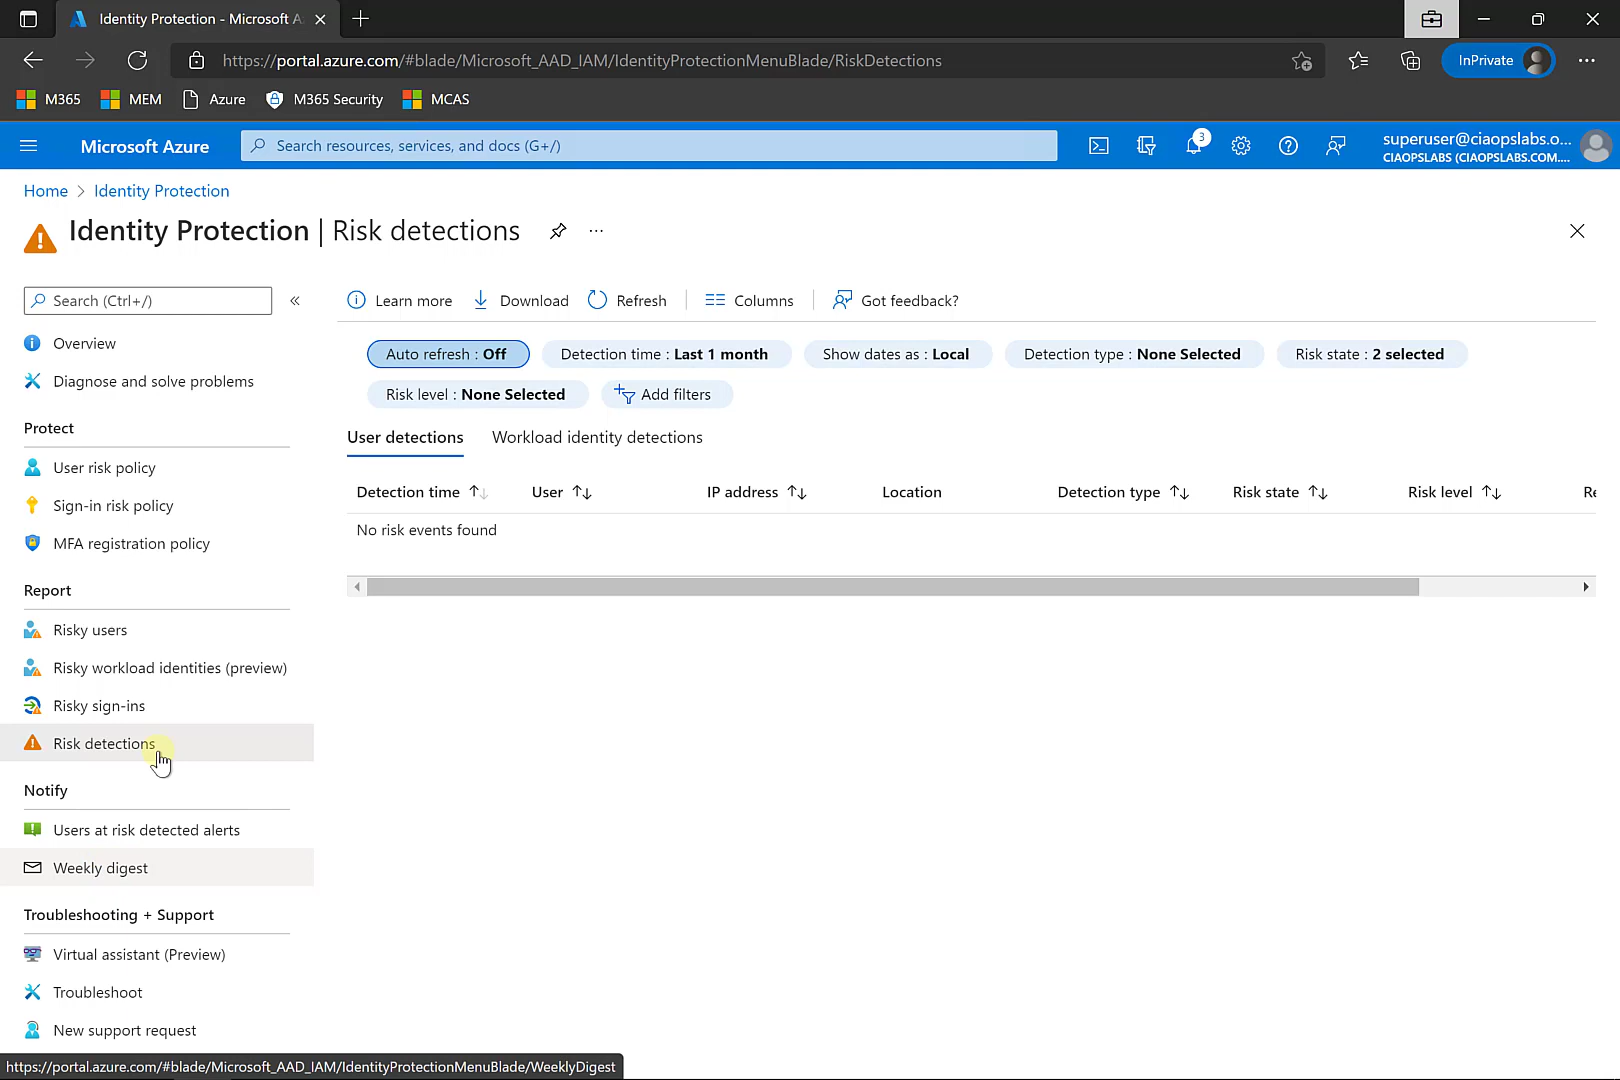 Identity Protection - Microsoft A
https://portal.azure.com/#blade/Microsoft_AAD_IAM/IdentityProtectionMenuBlade/RiskDetections
InPrivate
M365 MEM Azure M365 Security MCAS
Microsoft Azure
Search resources, services, and docs (G+/)
3
superuser@ciaopslabs.o...
CIAOPSLABS (CIAOPSLABS.COM....
Home > Identity Protection
Identity Protection | Risk detections
Search (Ctrl+/)
«
Learn more Download Refresh Columns Got feedback?
Overview
Diagnose and solve problems
Protect
User risk policy
Sign-in risk policy
MFA registration policy
Report
Risky users
Risky workload identities (preview)
Risky sign-ins
Risk detections
Notify
Users at risk detected alerts
Weekly digest
Troubleshooting + Support
Virtual assistant (Preview)
Troubleshoot
New support request
Auto refresh : Off Detection time : Last 1 month Show dates as : Local Detection type : None Selected Risk state : 2 selected
Risk level : None Selected Add filters
User detections Workload identity detections
Detection time User IP address Location Detection type Risk state Risk level Re
No risk events found
https://portal.azure.com/#blade/Microsoft_AAD_IAM/IdentityProtectionMenuBlade/WeeklyDigest